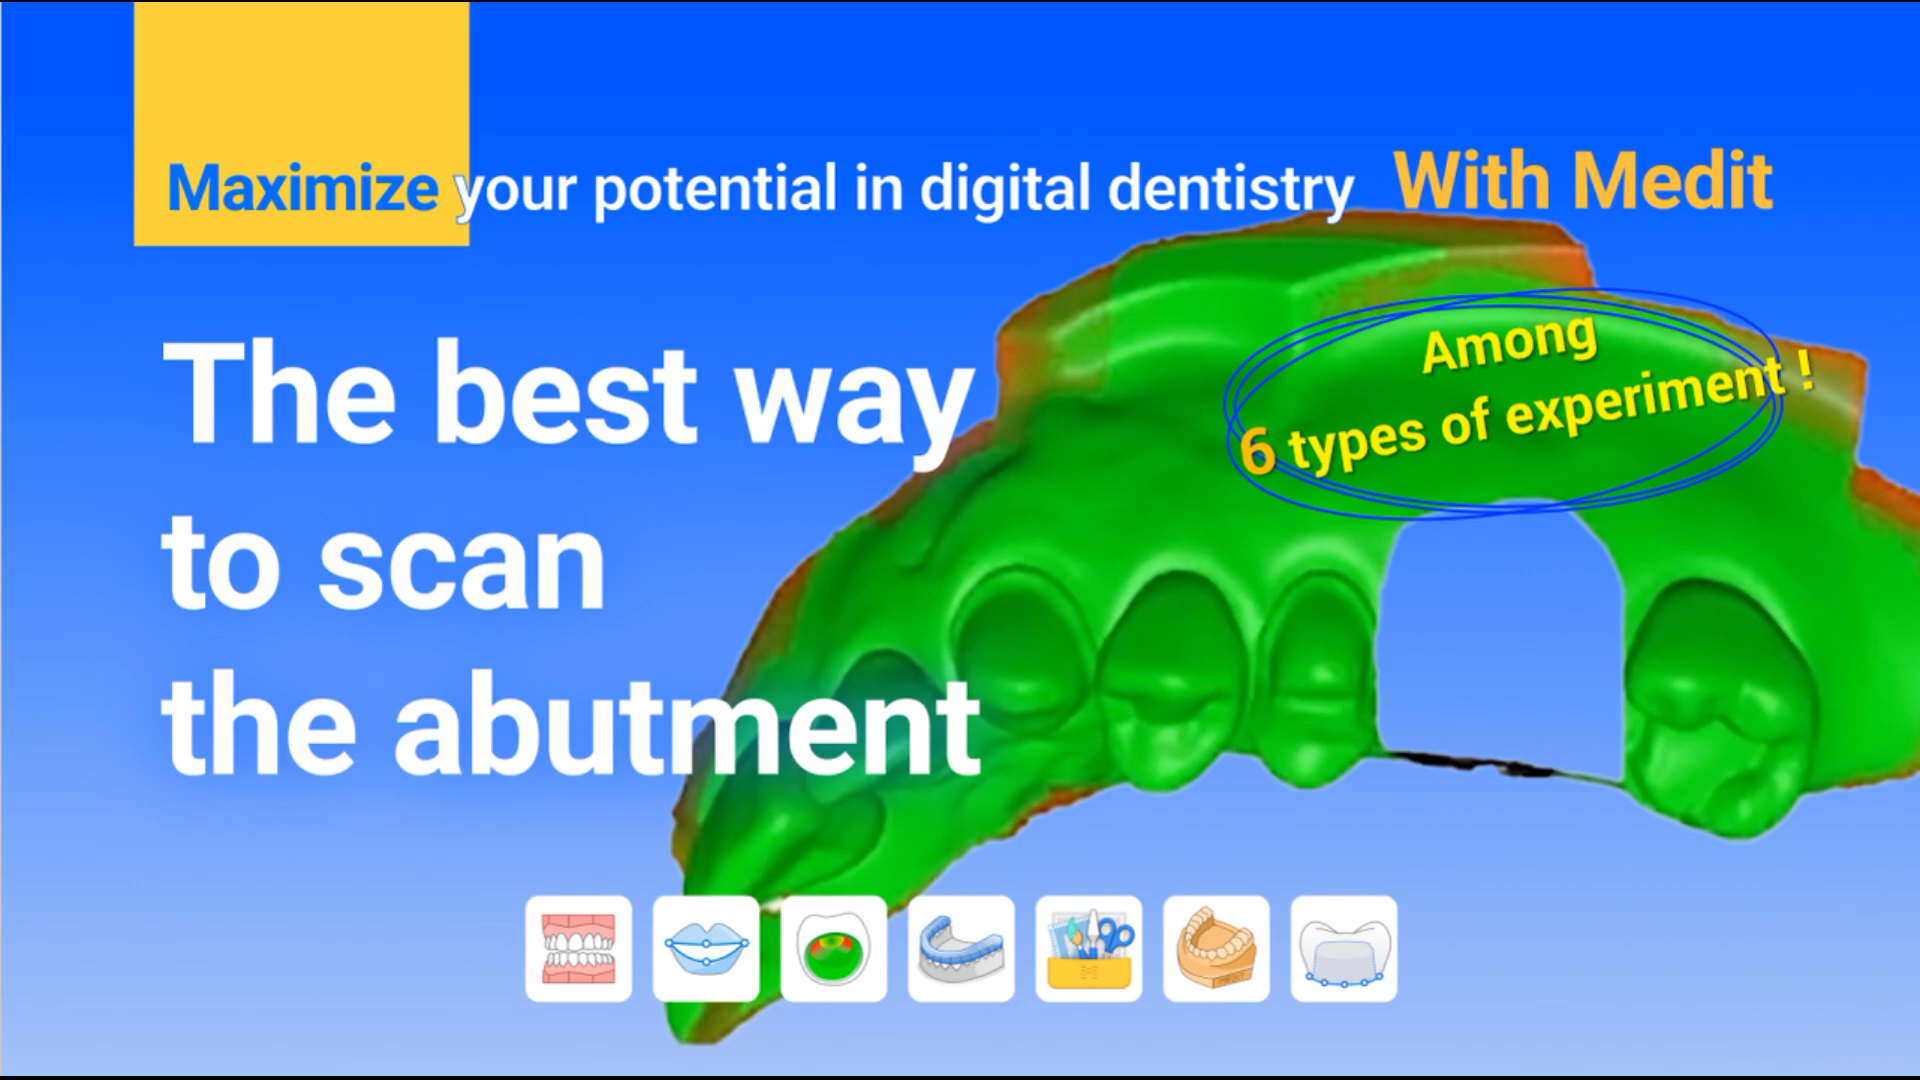 Maximize your potential in digital dentistry With Medit
The best way
to scan
the abutment
Among
6 types of experiment !